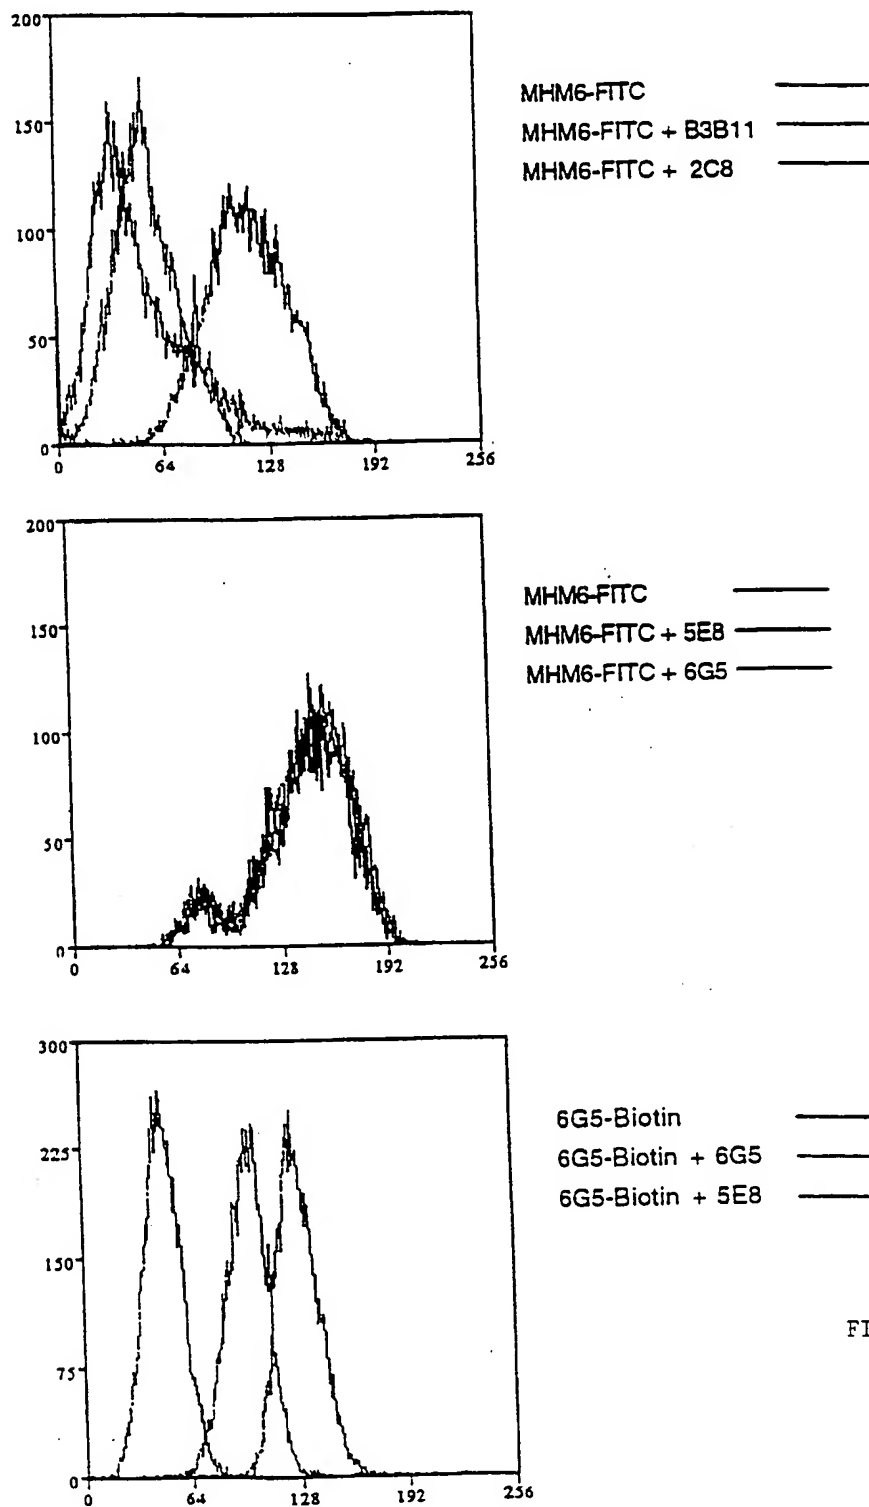 200
150
100
50
0
0 64 128 192 256
MHM6-FITC
MHM6-FITC + B3B11
MHM6-FITC + 2C8
200
150
100
50
0
0 64 128 192 256
MHM6-FITC
MHM6-FITC + 5E8
MHM6-FITC + 6G5
300
225
150
75
0
0 64 128 192 256
6G5-Biotin
6G5-Biotin + 6G5
6G5-Biotin + 5E8
FI